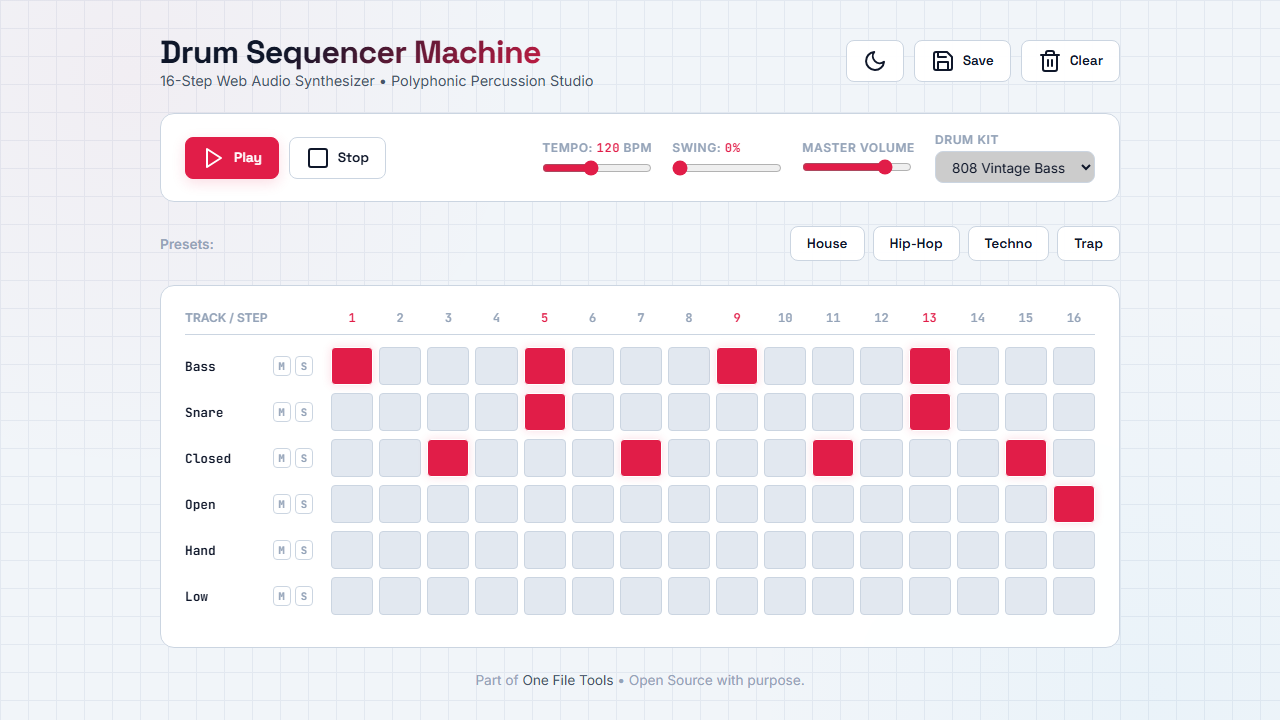 Drum Sequencer Machine
16-Step Web Audio Synthesizer • Polyphonic Percussion Studio
Save
Clear
Play
Stop
TEMPO: 120 BPM
SWING: 0%
MASTER VOLUME
DRUM KIT
808 Vintage Bass
Presets:
House
Hip-Hop
Techno
Trap
TRACK / STEP 1 2 3 4 5 6 7 8 9 10 11 12 13 14 15 16
Bass M S
Snare M S
Closed M S
Open M S
Hand M S
Low M S
Part of One File Tools • Open Source with purpose.